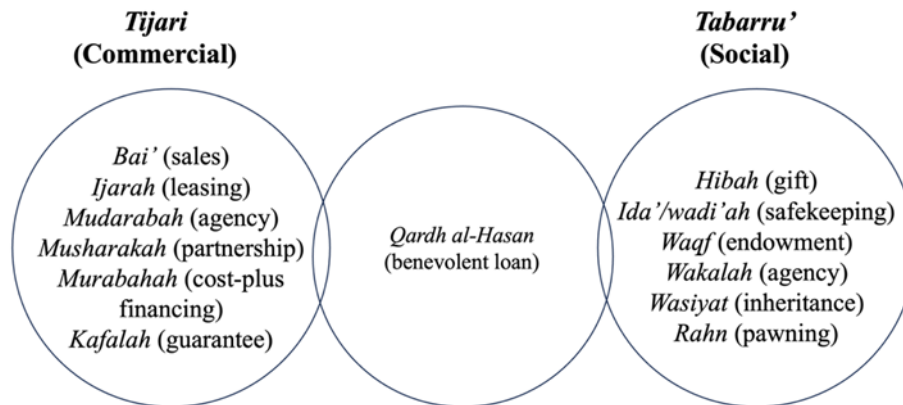 Tijari
(Commercial)
Bai’ (sales)
Ijarah (leasing)
Mudarabah (agency)
Musharakah (partnership)
Murabahah (cost-plus
financing)
Kafalah (guarantee)
Qardh al-Hasan
(benevolent loan)
Tabarru’
(Social)
Hibah (gift)
Ida’/wadi’ah (safekeeping)
Waqf (endowment)
Wakalah (agency)
Wasiyat (inheritance)
Rahn (pawning)